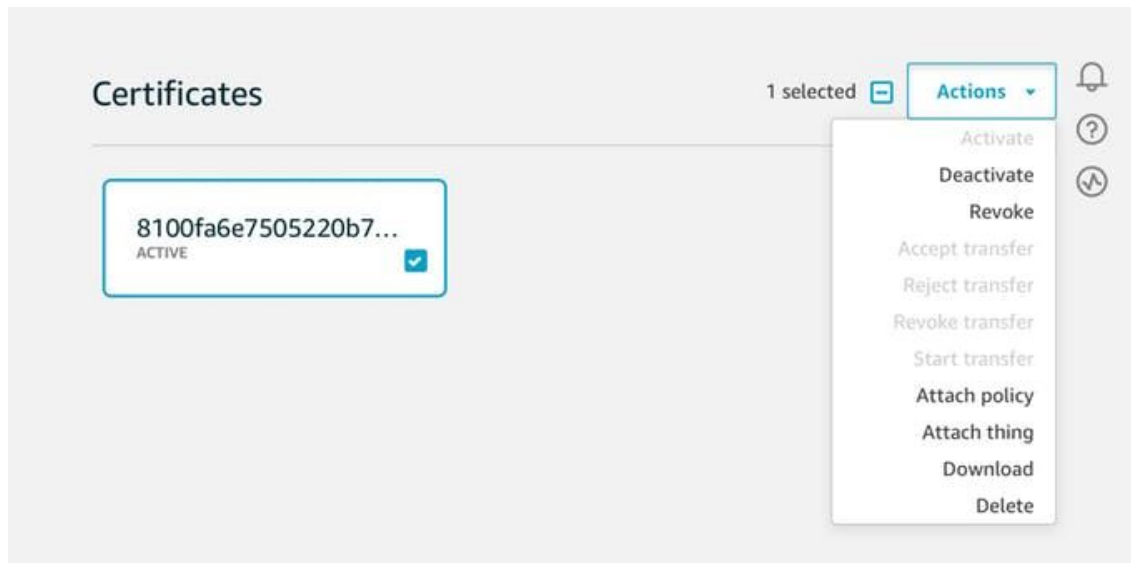 Certificates
1 selected
Actions
Activate
Deactivate
Revoke
Accept transfer
Reject transfer
Revoke transfer
Start transfer
Attach policy
Attach thing
Download
Delete
8100fa6e7505220b7...
ACTIVE